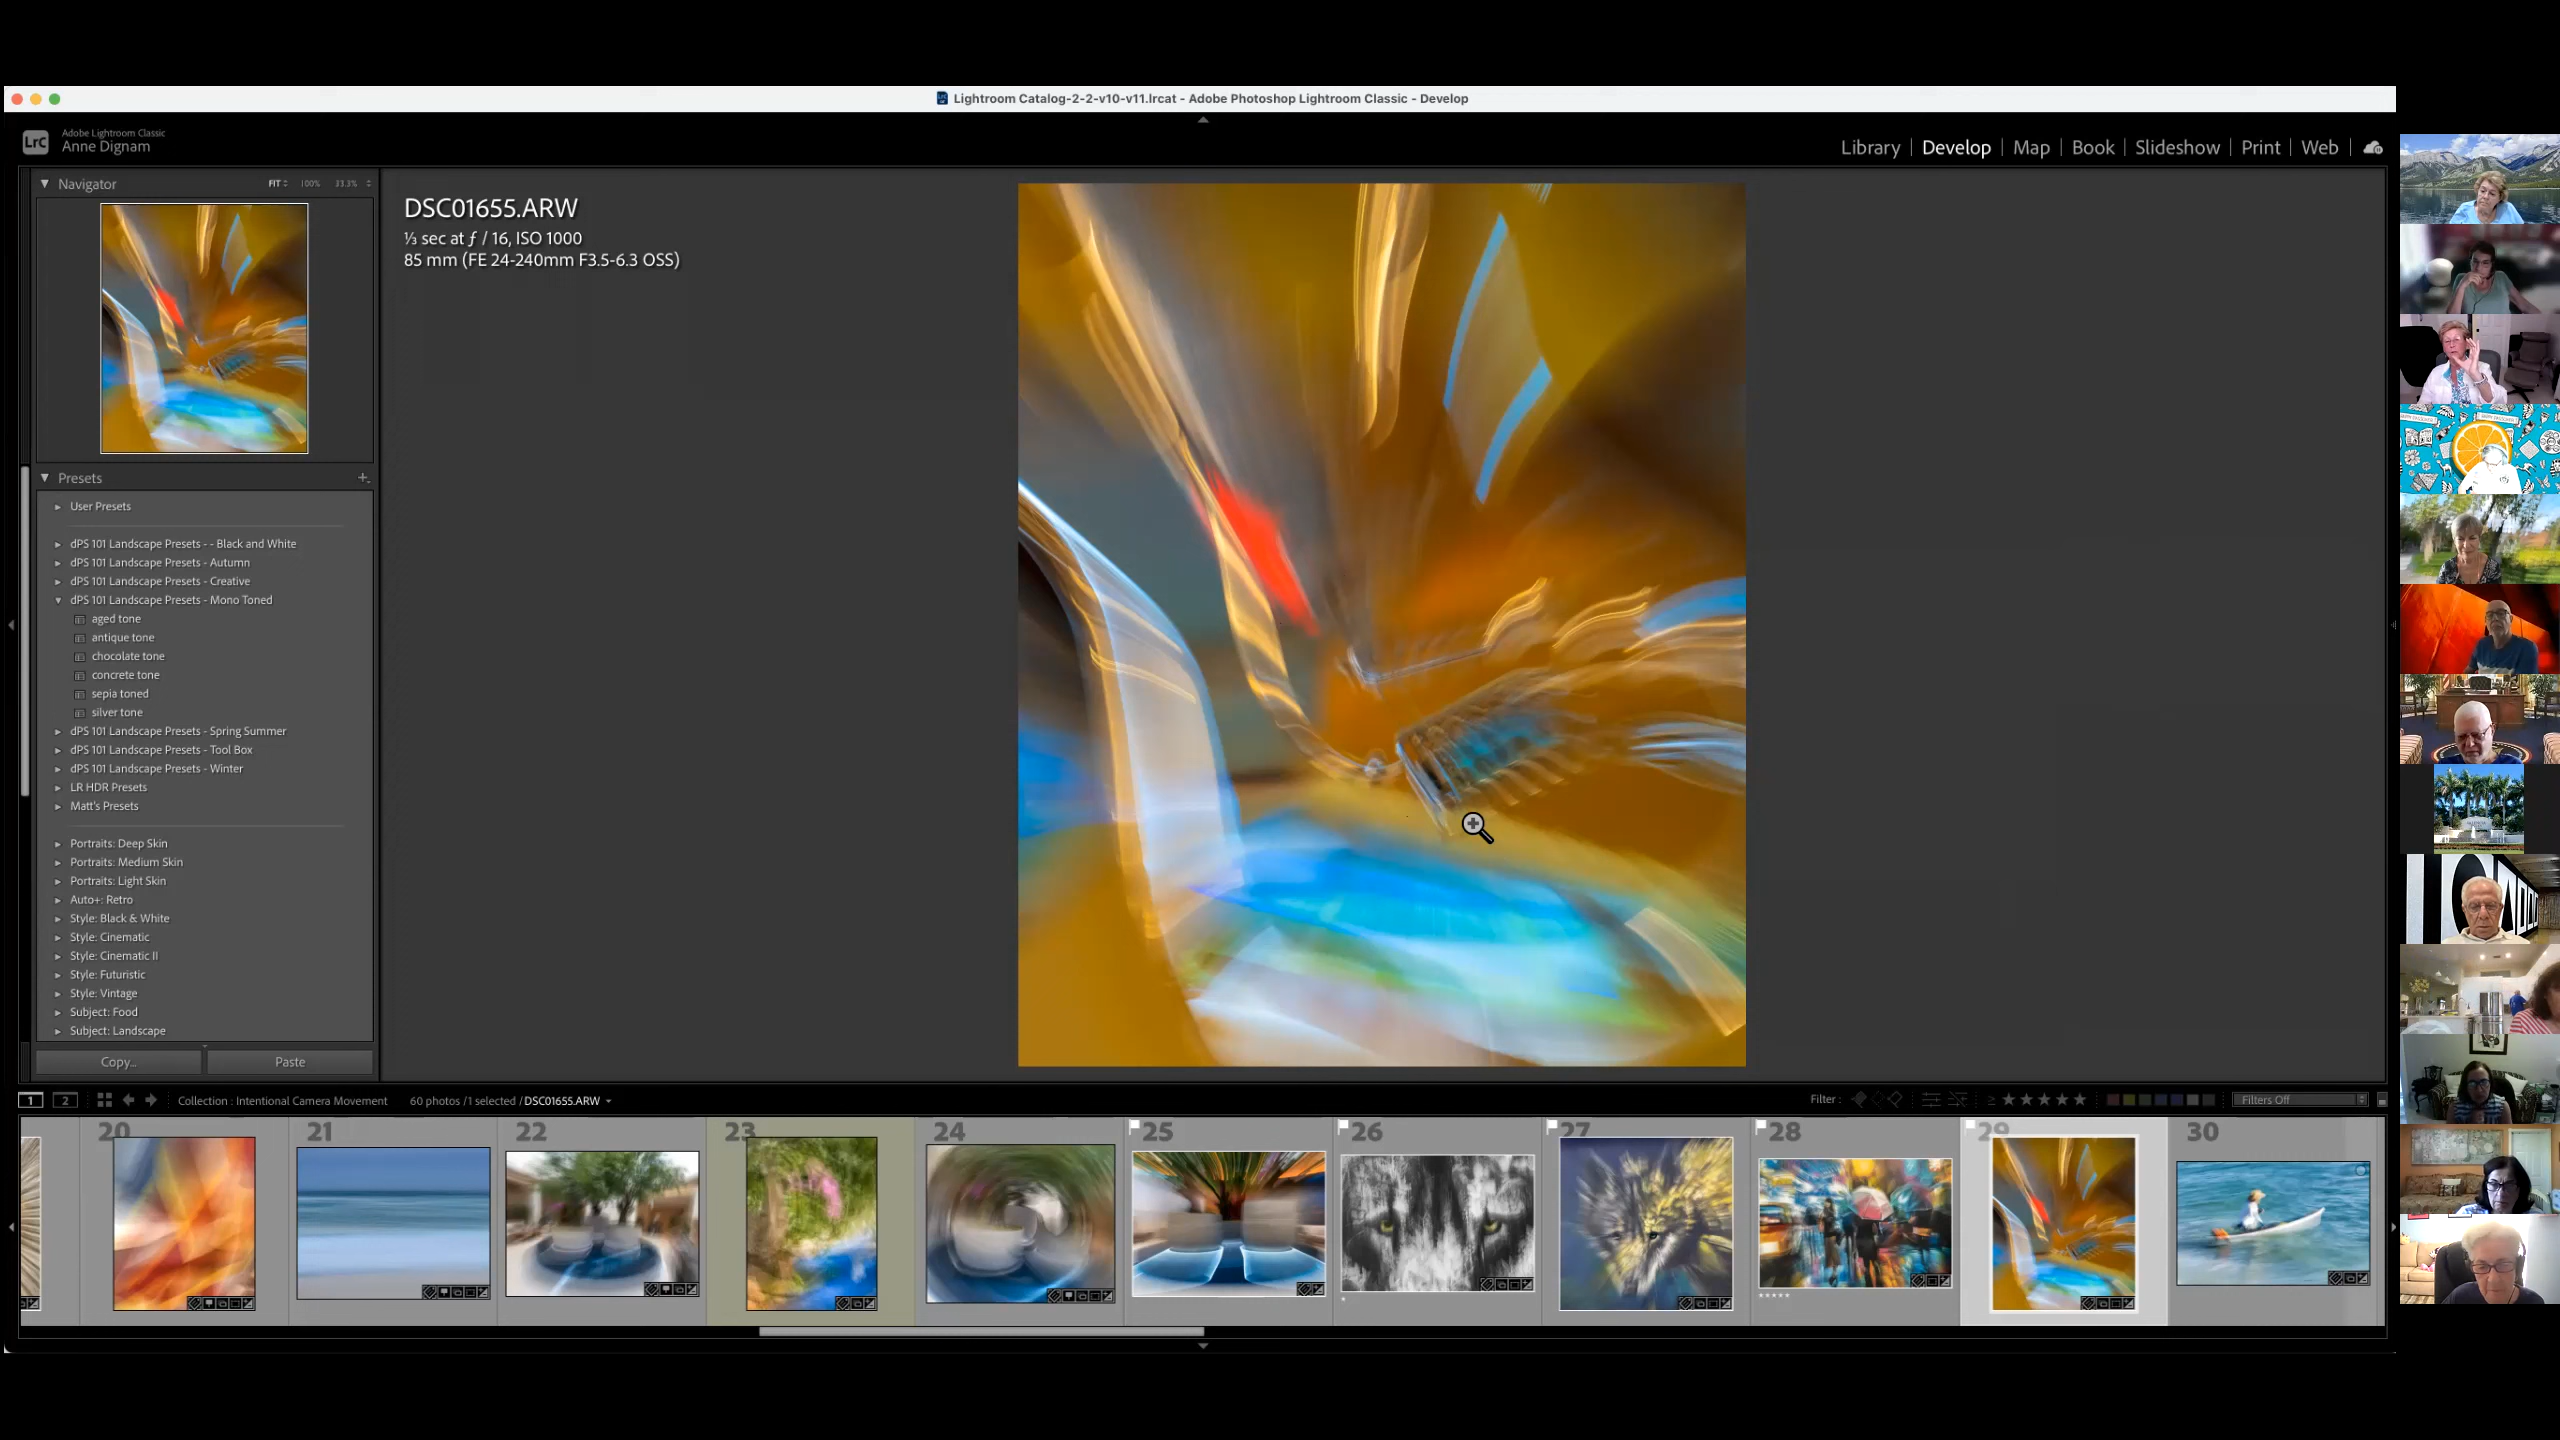 Lightroom Catalog-2-2-v10-v11.lrcat - Adobe Photoshop Lightroom Classic - Develop
LrC
Adobe Lightroom Classic
Anne Dignam
Library | Develop | Map | Book | Slideshow | Print | Web
Navigator
FIT
100%
33.3%
DSC01655.ARW
⅓ sec at ƒ / 16, ISO 1000
85 mm (FE 24-240mm F3.5-6.3 OSS)
Presets
User Presets
dPS 101 Landscape Presets - - Black and White
dPS 101 Landscape Presets - Autumn
dPS 101 Landscape Presets - Creative
dPS 101 Landscape Presets - Mono Toned
aged tone
antique tone
chocolate tone
concrete tone
sepia toned
silver tone
dPS 101 Landscape Presets - Spring Summer
dPS 101 Landscape Presets - Tool Box
dPS 101 Landscape Presets - Winter
LR HDR Presets
Matt's Presets
Portraits: Deep Skin
Portraits: Medium Skin
Portraits: Light Skin
Auto+: Retro
Style: Black & White
Style: Cinematic
Style: Cinematic II
Style: Futuristic
Style: Vintage
Subject: Food
Subject: Landscape
Copy...
Paste
1
2
Collection : Intentional Camera Movement
60 photos / 1 selected / DSC01655.ARW
Filter :
Filters Off
20
21
22
23
24
25
26
27
28
29
30